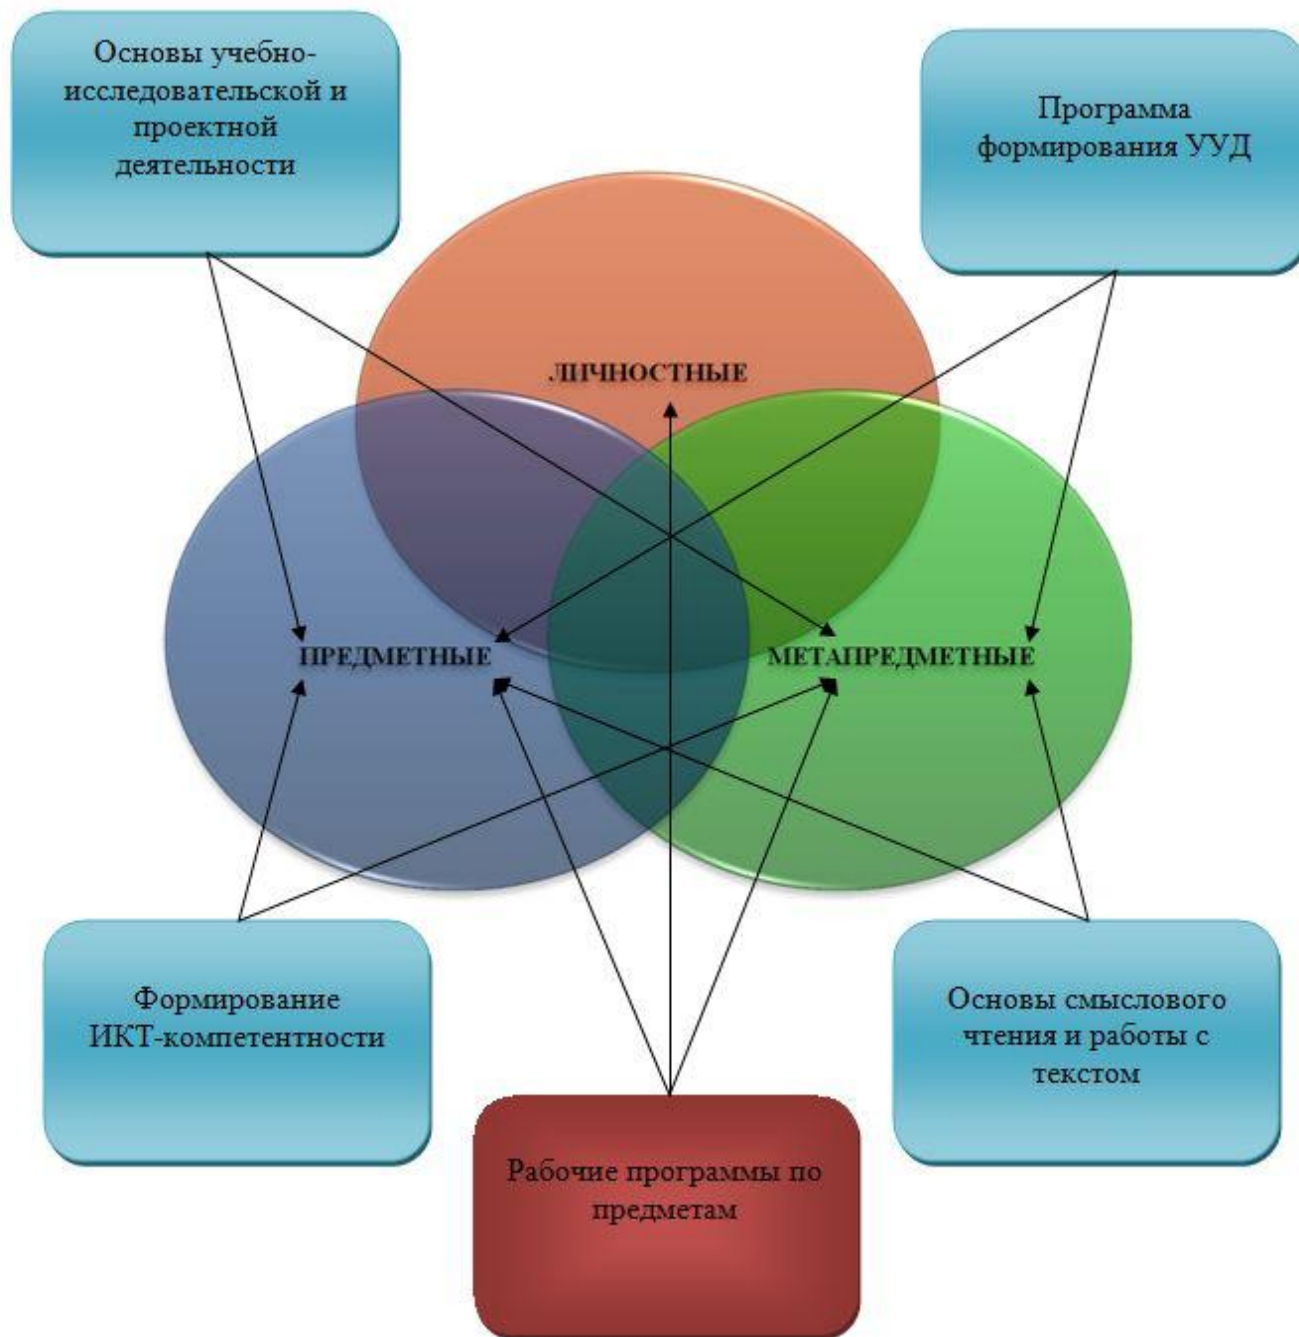 Основы учебно-
исследовательской и
проектной
деятельности
Программа
формирования УУД
ЛИЧНОСТНЫЕ
ПРЕДМЕТНЫЕ
МЕТАПРЕДМЕТНЫЕ
Формирование
ИКТ-компетентности
Основы смыслового
чтения и работы с
текстом
Рабочие программы по
предметам